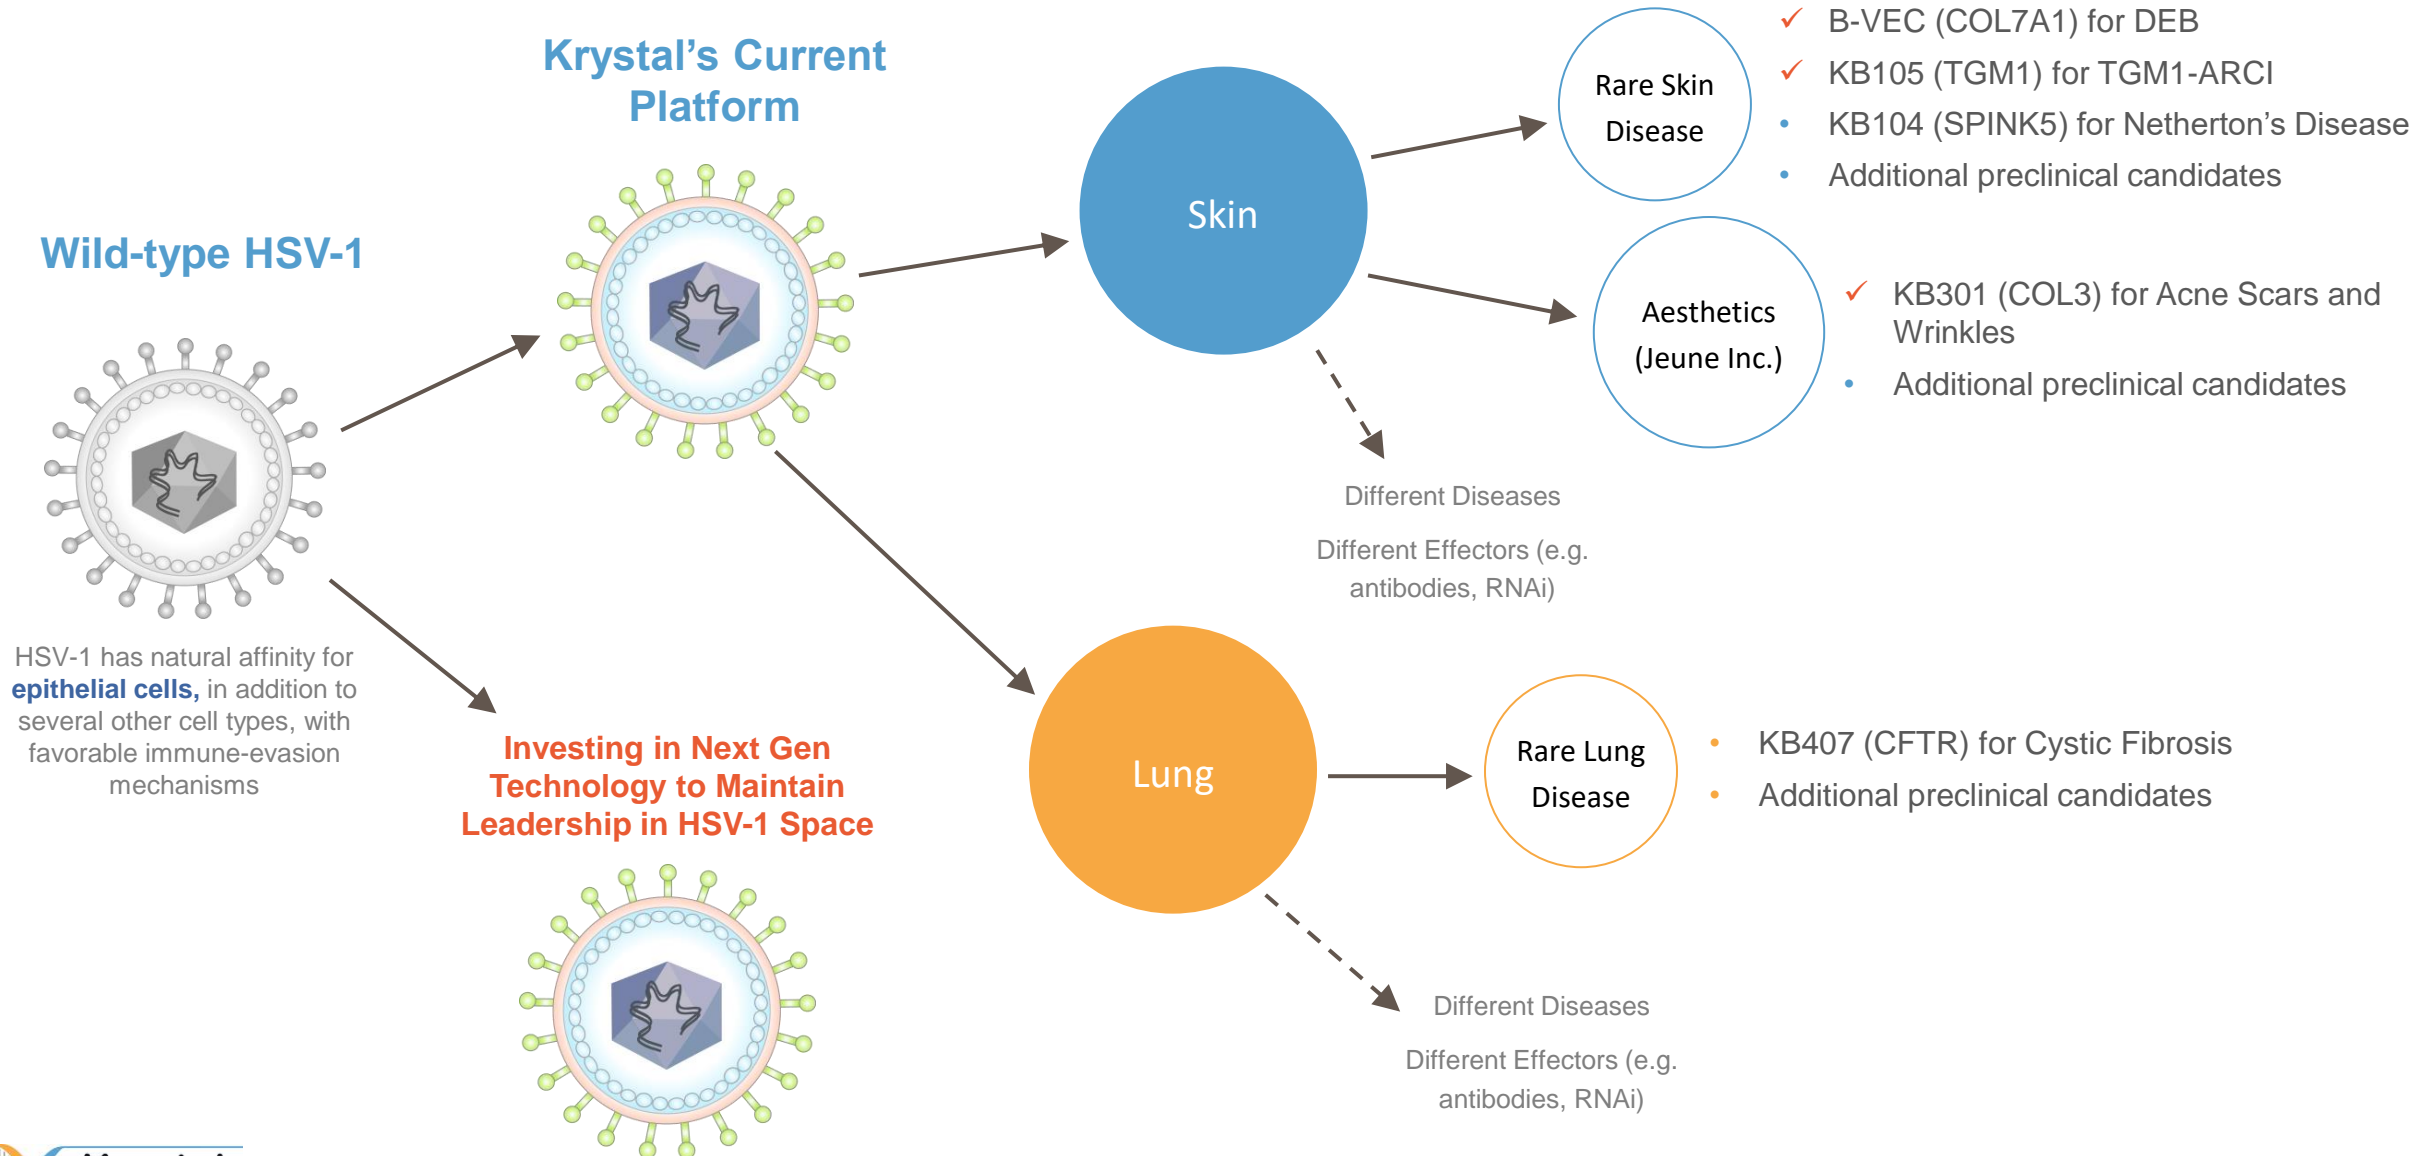 Krystal's Current
Platform
Wild-type HSV-1
HSV-1 has natural affinity for
epithelial cells, in addition to
several other cell types, with
favorable immune-evasion
mechanisms
Investing in Next Gen
Technology to Maintain
Leadership in HSV-1 Space
Skin
Rare Skin
Disease
✓ B-VEC (COL7A1) for DEB
✓ KB105 (TGM1) for TGM1-ARCI
• KB104 (SPINK5) for Netherton's Disease
• Additional preclinical candidates
Aesthetics
(Jeune Inc.)
✓ KB301 (COL3) for Acne Scars and
Wrinkles
• Additional preclinical candidates
Different Diseases
Different Effectors (e.g.
antibodies, RNAi)
Lung
Rare Lung
Disease
• KB407 (CFTR) for Cystic Fibrosis
• Additional preclinical candidates
Different Diseases
Different Effectors (e.g.
antibodies, RNAi)